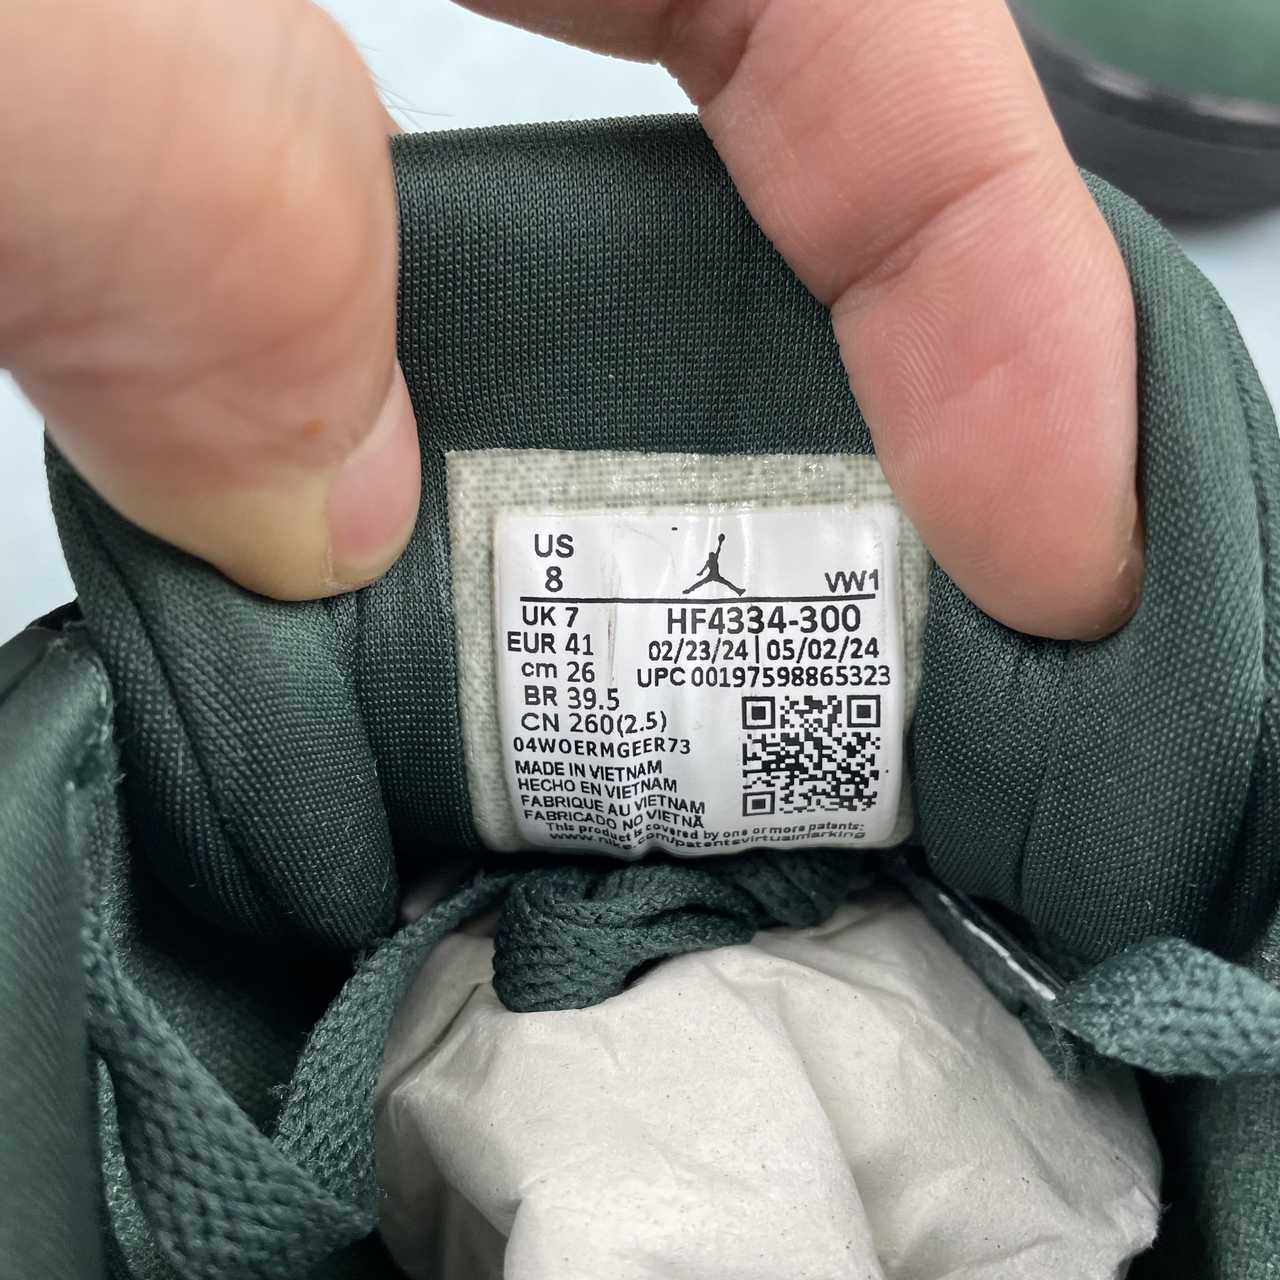 US
8
VW1
UK 7
HF4334-300
EUR 41
02/23/24 | 05/02/24
cm 26
UPC 00197598865323
BR 39.5
CN 260(2.5)
04WOERMGEER73
MADE IN VIETNAM
HECHO EN VIETNAM
FABRIQUE AU VIETNAM
FABRICADO NO VIETNÃ
This product is covered by one or more patents:
www.nike.com/patentsvirtualmarking